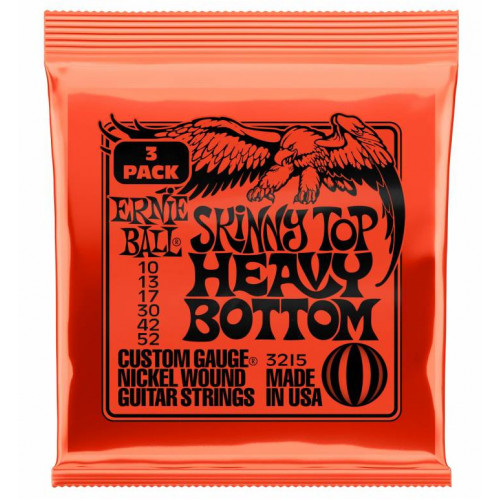 3
PACK
ERNIE
BALL®
10
13
17
30
42
52
SKINNY TOP
HEAVY
BOTTOM
CUSTOM GAUGE® 3215
NICKEL WOUND MADE
GUITAR STRINGS IN USA